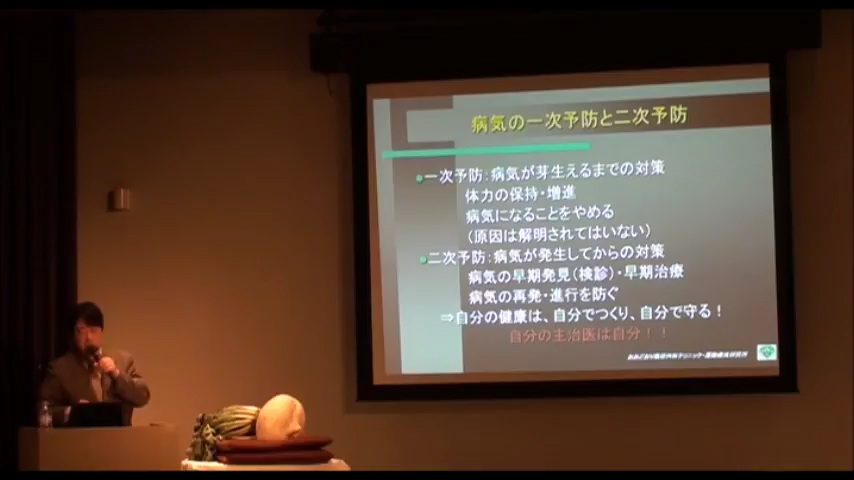 病気の一次予防と二次予防
一次予防：病気が芽生えるまでの対策
体力の保持・増進
病気になることをやめる
（原因は解明されてはいない）
二次予防：病気が発生してからの対策
病気の早期発見（検診）・早期治療
病気の再発・進行を防ぐ
⇒自分の健康は、自分でつくり、自分で守る！
自分の主治医は自分！！